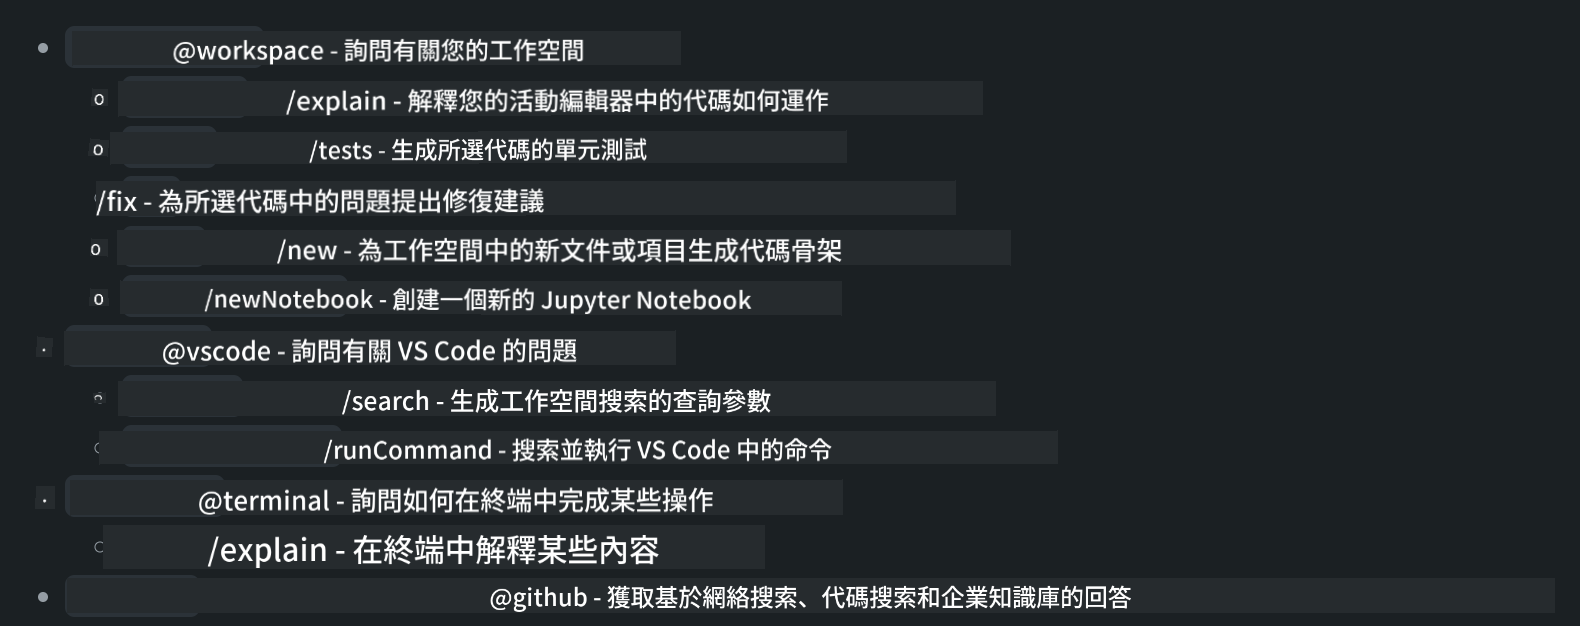 @workspace - 詢問有關您的工作空間
/explain - 解釋您的活動編輯器中的代碼如何運作
/tests - 生成所選代碼的單元測試
/fix - 為所選代碼中的問題提出修復建議
/new - 為工作空間中的新文件或項目生成代碼骨架
/newNotebook - 創建一個新的 Jupyter Notebook
@vscode - 詢問有關 VS Code 的問題
/search - 生成工作空間搜索的查詢參數
/runCommand - 搜索並執行 VS Code 中的命令
@terminal - 詢問如何在終端中完成某些操作
/explain - 在終端中解釋某些內容
@github - 獲取基於網絡搜索、代碼搜索和企業知識庫的回答